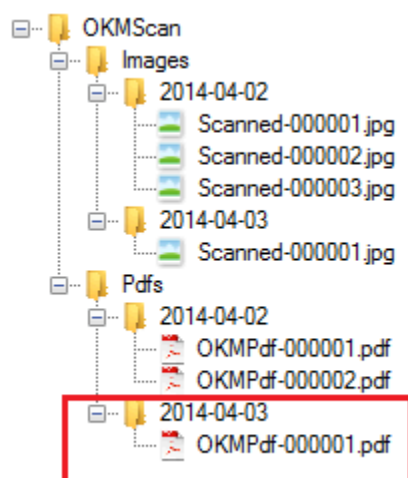 OKMScan
Images
2014-04-02
Scanned-000001.jpg
Scanned-000002.jpg
Scanned-000003.jpg
2014-04-03
Scanned-000001.jpg
Pdfs
2014-04-02
OKMPdf-000001.pdf
OKMPdf-000002.pdf
2014-04-03
OKMPdf-000001.pdf